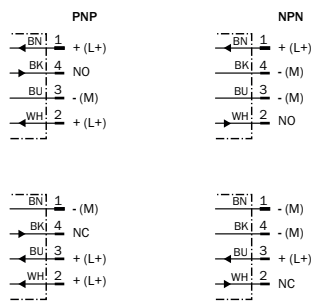 PNP
BN 1 + (L+)
BK 4 NO
BU 3 - (M)
WH 2 + (L+)
NPN
BN 1 + (L+)
BK 4 - (M)
BU 3 - (M)
WH 2 NO
BN 1 - (M)
BK 4 NC
BU 3 + (L+)
WH 2 + (L+)
BN 1 - (M)
BK 4 - (M)
BU 3 + (L+)
WH 2 NC